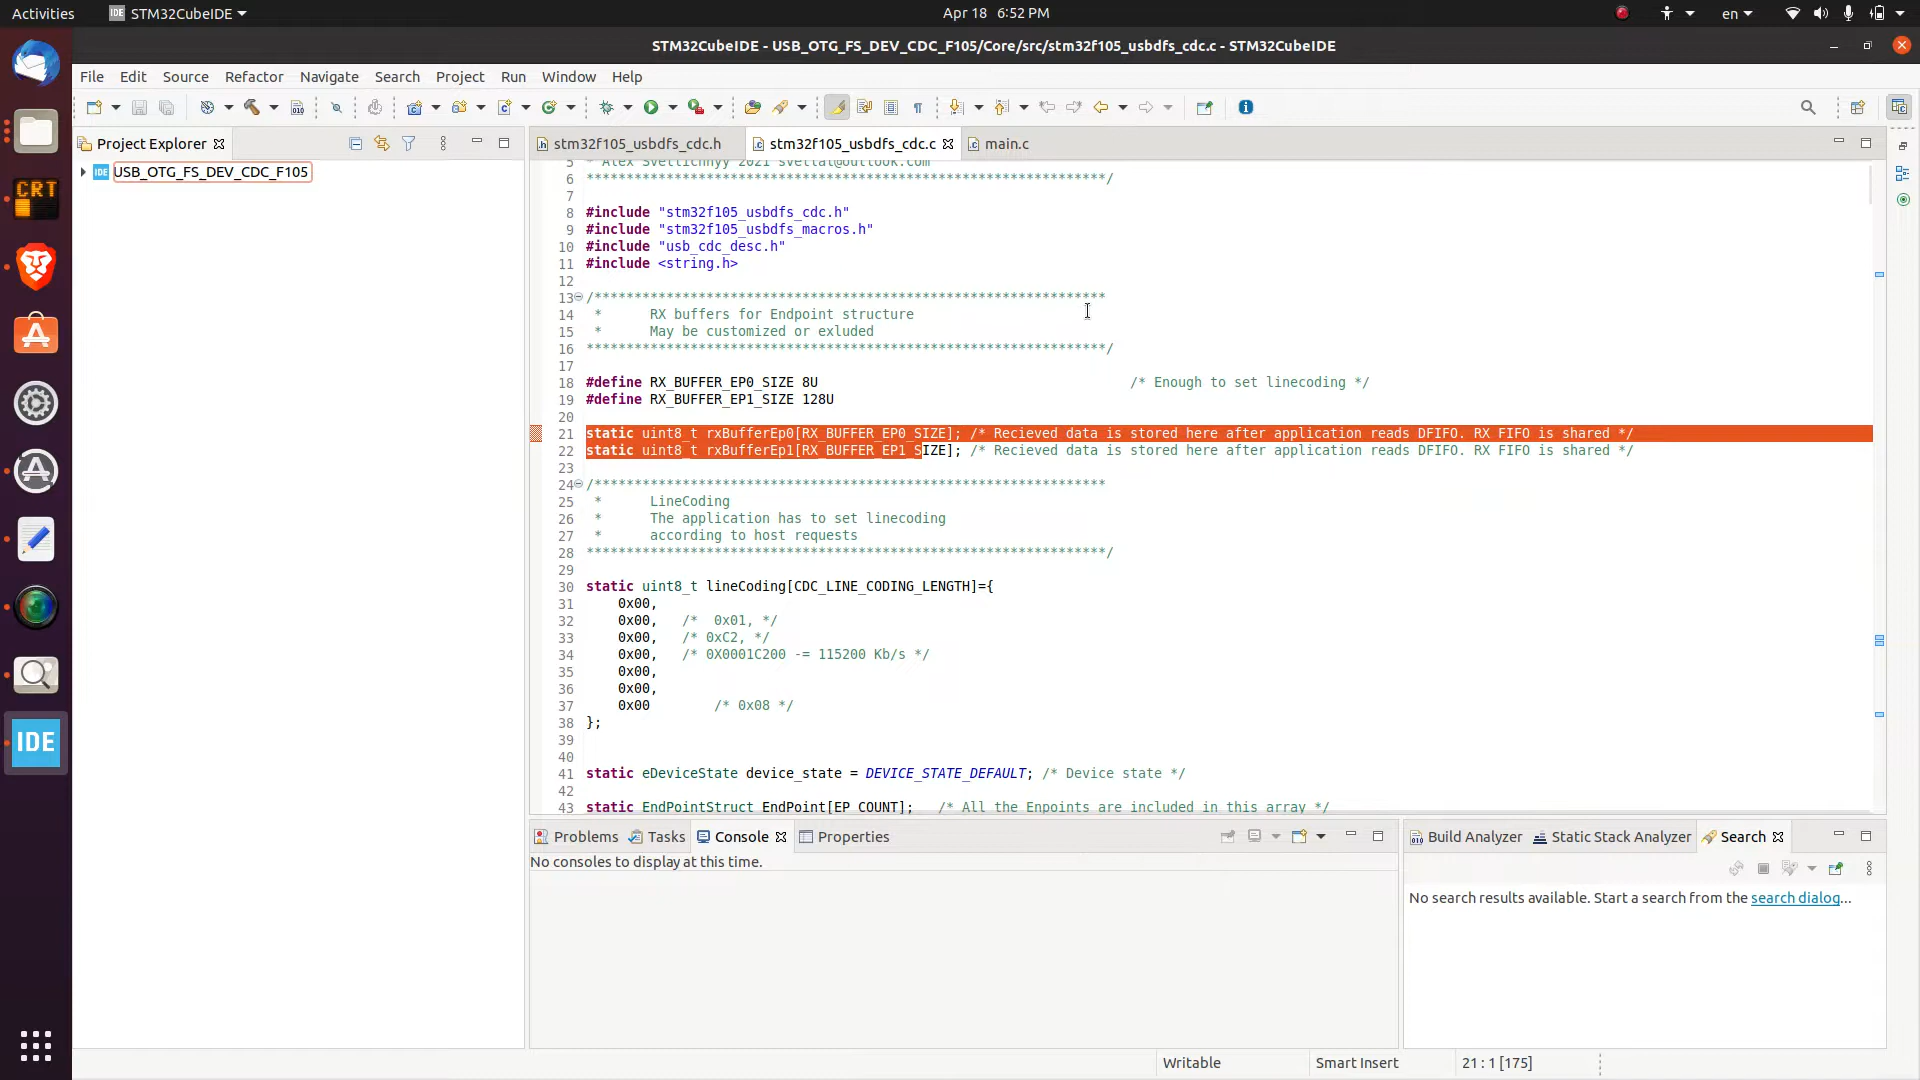 Activities
STM32CubeIDE
Apr 18 6:52 PM
en
STM32CubeIDE - USB_OTG_FS_DEV_CDC_F105/Core/src/stm32f105_usbdfs_cdc.c - STM32CubeIDE
File Edit Source Refactor Navigate Search Project Run Window Help
Project Explorer
stm32f105_usbdfs_cdc.h
stm32f105_usbdfs_cdc.c
main.c
IDE USB_OTG_FS_DEV_CDC_F105
CRT
IDE
5 * Alex Svetlichnyy 2021 svetlal@outlook.com
6 ****************************************************************/
7
8 #include "stm32f105_usbdfs_cdc.h"
9 #include "stm32f105_usbdfs_macros.h"
10 #include "usb_cdc_desc.h"
11 #include <string.h>
12
13 /***************************************************************
14 * RX buffers for Endpoint structure
15 * May be customized or exluded
16 ****************************************************************/
17
18 #define RX_BUFFER_EP0_SIZE 8U /* Enough to set linecoding */
19 #define RX_BUFFER_EP1_SIZE 128U
20
21 static uint8_t rxBufferEp0[RX_BUFFER_EP0_SIZE]; /* Recieved data is stored here after application reads DFIFO. RX FIFO is shared */
22 static uint8_t rxBufferEp1[RX_BUFFER_EP1_SIZE]; /* Recieved data is stored here after application reads DFIFO. RX FIFO is shared */
23
24 /***************************************************************
25 * LineCoding
26 * The application has to set linecoding
27 * according to host requests
28 ****************************************************************/
29
30 static uint8_t lineCoding[CDC_LINE_CODING_LENGTH]={
31 0x00,
32 0x00, /* 0x01, */
33 0x00, /* 0xC2, */
34 0x00, /* 0X0001C200 -= 115200 Kb/s */
35 0x00,
36 0x00,
37 0x00 /* 0x08 */
38 };
39
40
41 static eDeviceState device_state = DEVICE_STATE_DEFAULT; /* Device state */
42
43 static EndPointStruct EndPoint[EP_COUNT]; /* All the Enpoints are included in this array */
Problems Tasks Console Properties
No consoles to display at this time.
Build Analyzer Static Stack Analyzer Search
No search results available. Start a search from the search dialog...
Writable
Smart Insert
21 : 1 [175]